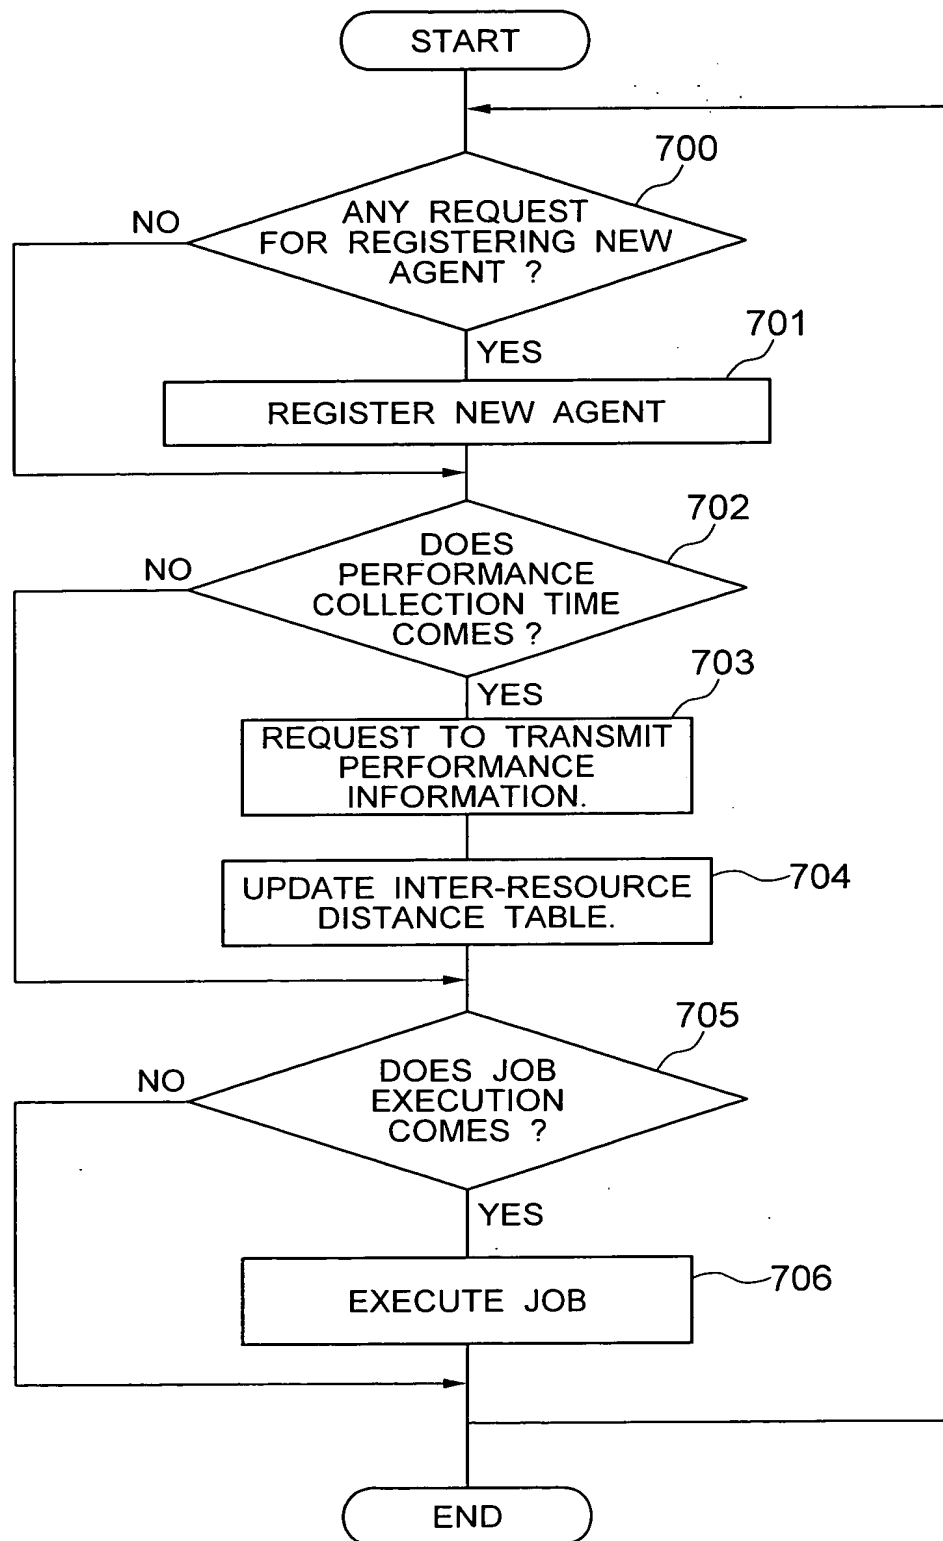 START
700
ANY REQUEST
FOR REGISTERING NEW
AGENT ?
NO
YES
701
REGISTER NEW AGENT
702
DOES
PERFORMANCE
COLLECTION TIME
COMES ?
NO
YES
703
REQUEST TO TRANSMIT
PERFORMANCE
INFORMATION.
704
UPDATE INTER-RESOURCE
DISTANCE TABLE.
705
DOES JOB
EXECUTION
COMES ?
NO
YES
706
EXECUTE JOB
END